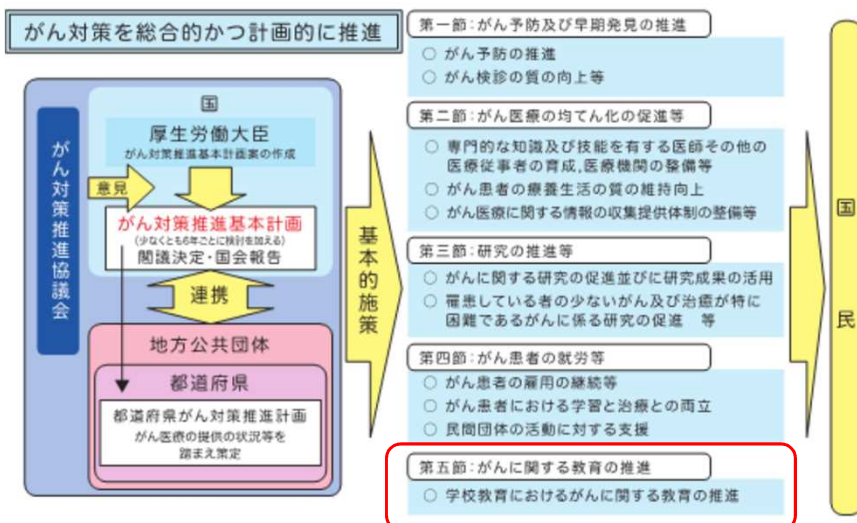 がん対策を総合的かつ計画的に推進
がん対策推進協議会
国
厚生労働大臣
がん対策推進基本計画案の作成
意見
がん対策推進基本計画
(少なくとも6年ごとに検討を加える)
閣議決定・国会報告
連携
地方公共団体
都道府県
都道府県がん対策推進計画
がん医療の提供の状況等を
踏まえ策定
基本的施策
第一節:がん予防及び早期発見の推進
○ がん予防の推進
○ がん検診の質の向上等
第二節:がん医療の均てん化の促進等
○ 専門的な知識及び技能を有する医師その他の
医療従事者の育成,医療機関の整備等
○ がん患者の療養生活の質の維持向上
○ がん医療に関する情報の収集提供体制の整備等
第三節:研究の推進等
○ がんに関する研究の促進並びに研究成果の活用
○ 罹患している者の少ないがん及び治癒が特に
困難であるがんに係る研究の促進 等
第四節:がん患者の就労等
○ がん患者の雇用の継続等
○ がん患者における学習と治療との両立
○ 民間団体の活動に対する支援
第五節:がんに関する教育の推進
○ 学校教育におけるがんに関する教育の推進
国民